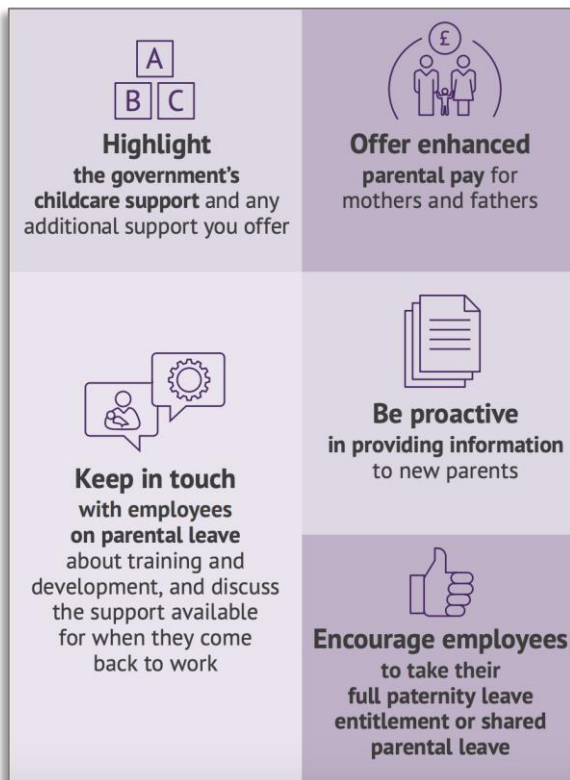 A
B C
Highlight
the government's
childcare support and any
additional support you offer
£
Offer enhanced
parental pay for
mothers and fathers
Keep in touch
with employees
on parental leave
about training and
development, and discuss
the support available
for when they come
back to work
Be proactive
in providing information
to new parents
Encourage employees
to take their
full paternity leave
entitlement or shared
parental leave